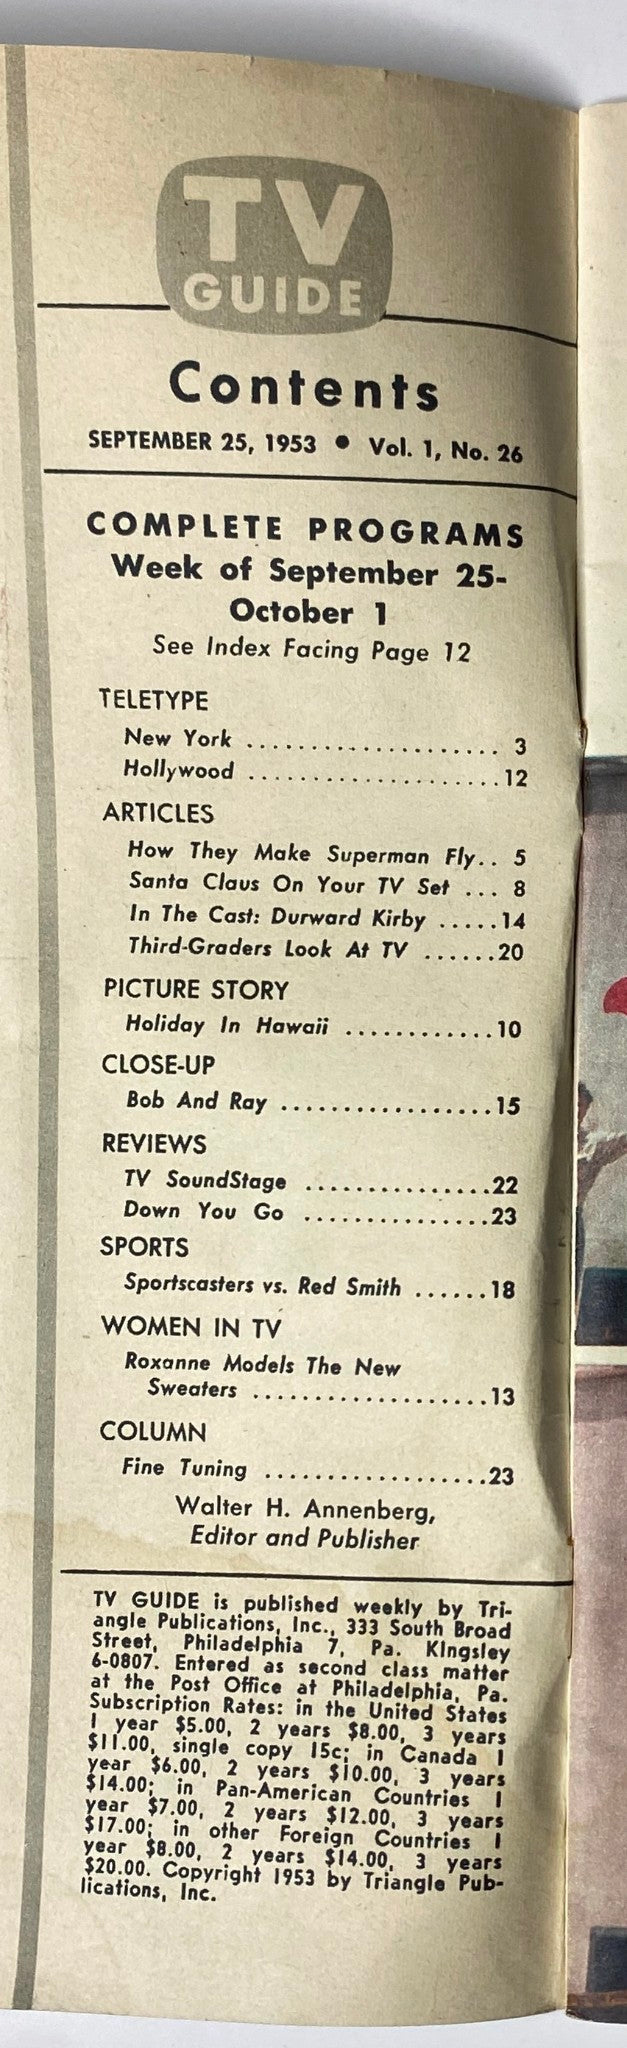 TV
GUIDE
Contents
SEPTEMBER 25, 1953 • Vol. 1, No. 26
COMPLETE PROGRAMS
Week of September 25-
October 1
See Index Facing Page 12
TELETYPE
New York ...................... 3
Hollywood .....................12
ARTICLES
How They Make Superman Fly.. 5
Santa Claus On Your TV Set ... 8
In The Cast: Durward Kirby .....14
Third-Graders Look At TV ......20
PICTURE STORY
Holiday In Hawaii ............10
CLOSE-UP
Bob And Ray .................15
REVIEWS
TV SoundStage ...............22
Down You Go ................23
SPORTS
Sportscasters vs. Red Smith ......18
WOMEN IN TV
Roxanne Models The New
Sweaters ...................13
COLUMN
Fine Tuning ..................23
Walter H. Annenberg,
Editor and Publisher
TV GUIDE is published weekly by Tri-
angle Publications, Inc., 333 South Broad
Street, Philadelphia 7, Pa. KIngsley
6-0807. Entered as second class matter
at the Post Office at Philadelphia, Pa.
Subscription Rates: in the United States
1 year $5.00, 2 years $8.00, 3 years
$11.00, single copy 15c; in Canada 1
year $6.00, 2 years $10.00, 3 years
$14.00; in Pan-American Countries 1
year $7.00, 2 years $12.00, 3 years
$17.00; in other Foreign Countries 1
year $8.00, 2 years $14.00, 3 years
$20.00. Copyright 1953 by Triangle Pub-
lications, Inc.